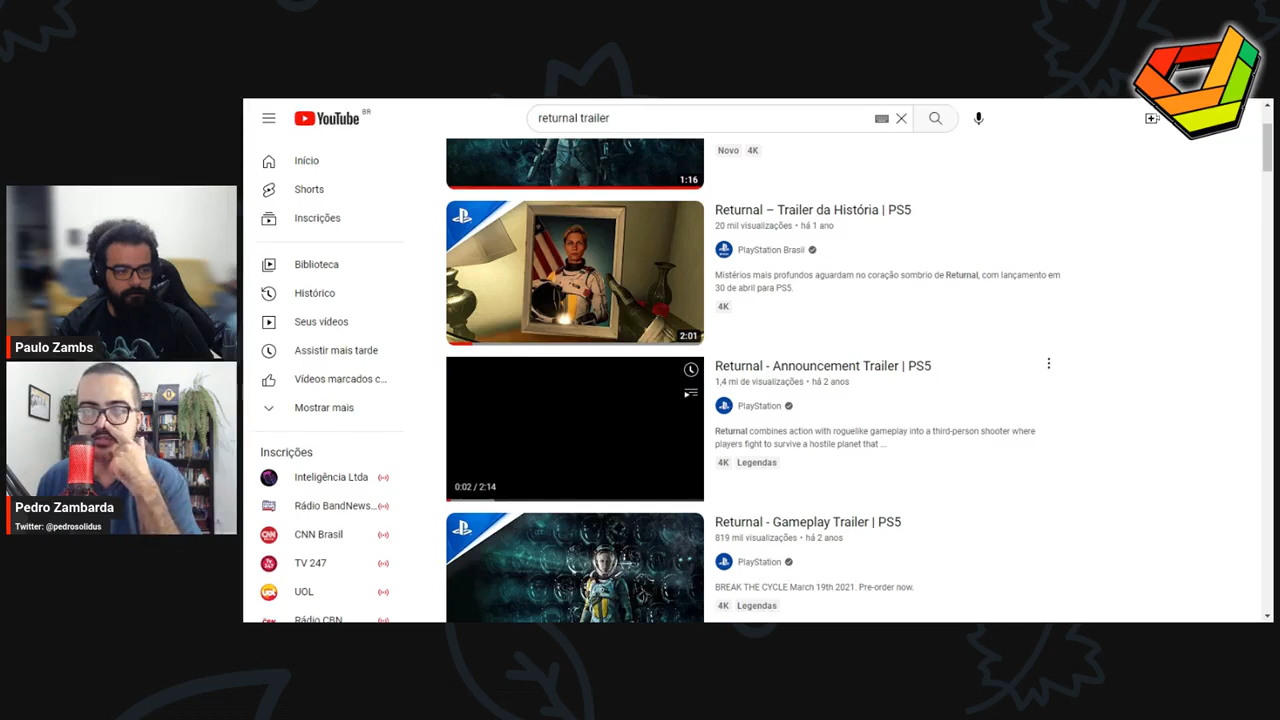 YouTube BR
returnal trailer
Início
Shorts
Inscrições
Biblioteca
Histórico
Seus vídeos
Assistir mais tarde
Vídeos marcados c...
Mostrar mais
Inscrições
Inteligência Ltda
Rádio BandNews...
CNN Brasil
TV 247
UOL
Rádio CBN
1:16
Novo 4K
2:01
Returnal – Trailer da História | PS5
20 mil visualizações • há 1 ano
PlayStation Brasil
Mistérios mais profundos aguardam no coração sombrio de Returnal, com lançamento em
30 de abril para PS5.
4K
0:02 / 2:14
Returnal - Announcement Trailer | PS5
1,4 mi de visualizações • há 2 anos
PlayStation
Returnal combines action with roguelike gameplay into a third-person shooter where
players fight to survive a hostile planet that ...
4K Legendas
Returnal - Gameplay Trailer | PS5
819 mil visualizações • há 2 anos
PlayStation
BREAK THE CYCLE March 19th 2021. Pre-order now.
4K Legendas
Paulo Zambs
Pedro Zambarda
Twitter: @pedrosolidus